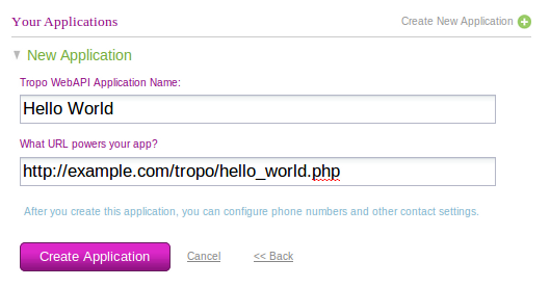 Your Applications
Create New Application
New Application
Tropo WebAPI Application Name:
Hello World
What URL powers your app?
http://example.com/tropo/hello_world.php
After you create this application, you can configure phone numbers and other contact settings.
Create Application Cancel << Back